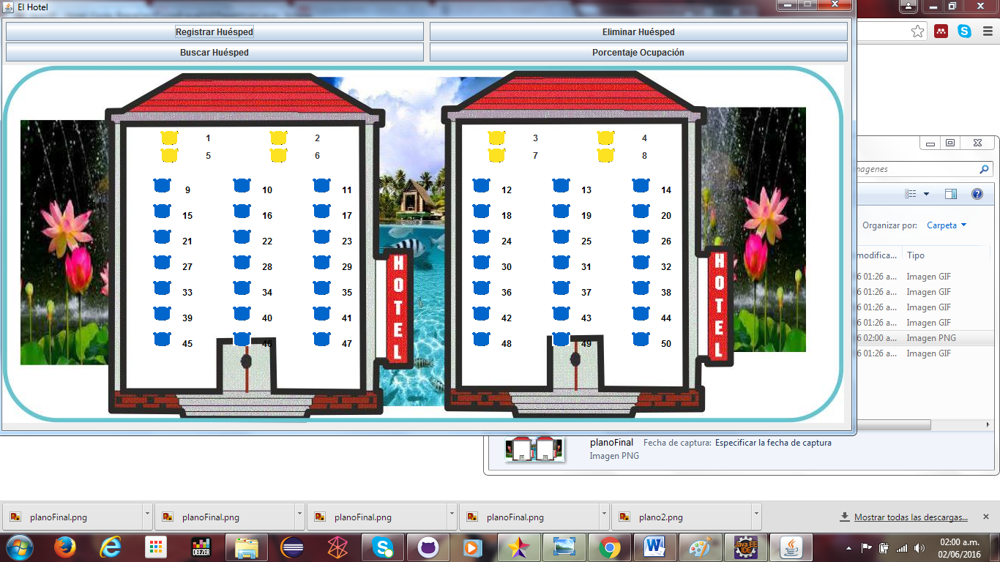 El Hotel
Registrar Huésped
Eliminar Huésped
Buscar Huésped
Porcentaje Ocupación
1 2 3 4
5 6 7 8
9 10 11 12 13 14
15 16 17 18 19 20
21 22 23 24 25 26
27 28 29 30 31 32
33 34 35 36 37 38
39 40 41 42 43 44
45 46 47 48 49 50
HOTEL
HOTEL
Organizar por: Carpeta
Tipo
6 01:26 a... Imagen GIF
6 01:26 a... Imagen GIF
6 01:26 a... Imagen GIF
6 01:26 a... Imagen GIF
6 02:00 a... Imagen PNG
6 01:26 a... Imagen GIF
planoFinal Fecha de captura: Especificar la fecha de captura
Imagen PNG
planoFinal.png
planoFinal.png
planoFinal.png
planoFinal.png
plano2.png
Mostrar todas las descargas...
DEEZER
Java EE
IDE
02:00 a.m.
02/06/2016